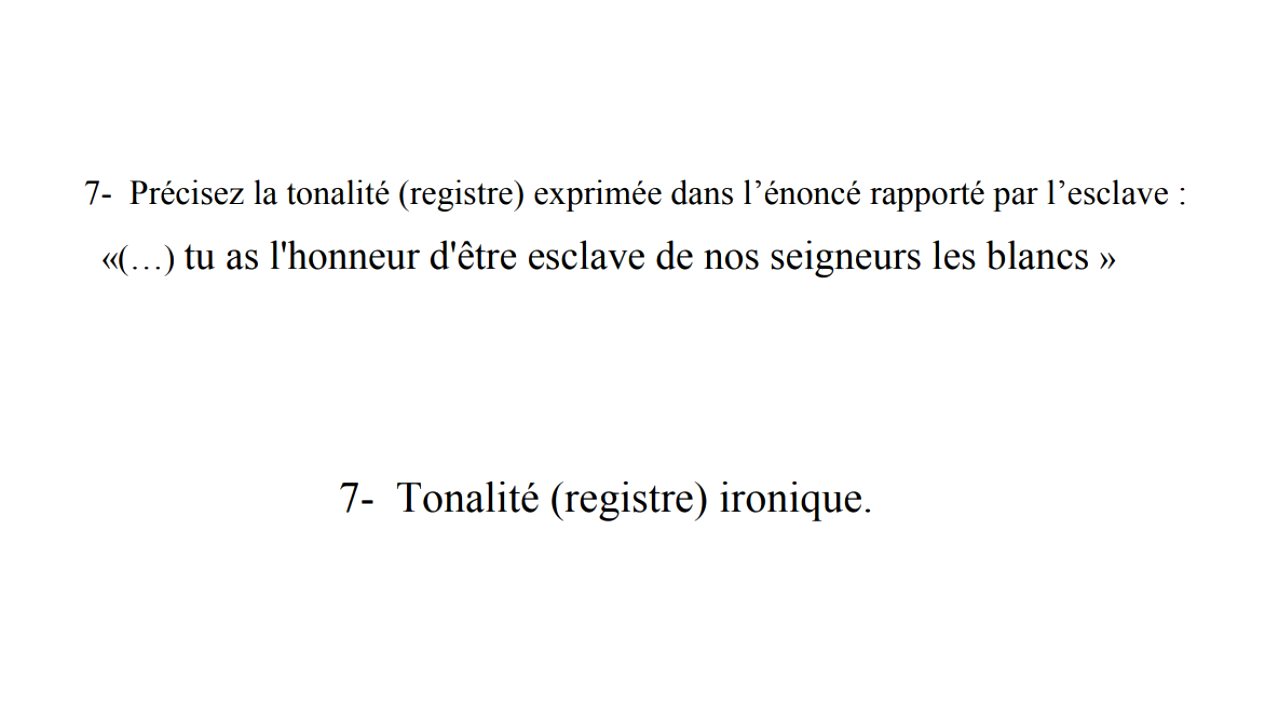 7- Précisez la tonalité (registre) exprimée dans l’énoncé rapporté par l’esclave :
«(…) tu as l'honneur d'être esclave de nos seigneurs les blancs »
7- Tonalité (registre) ironique.